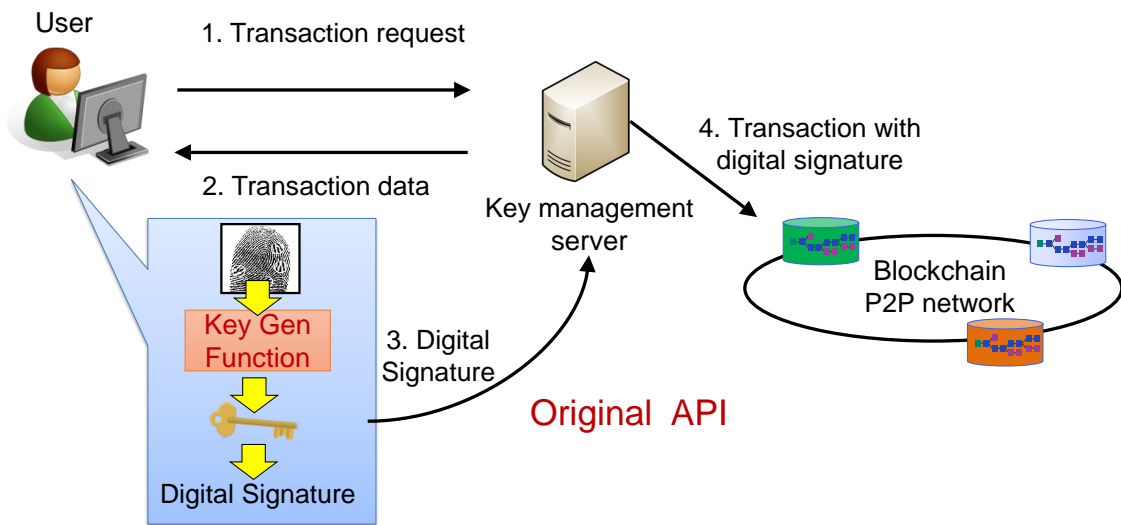 User
1. Transaction request
2. Transaction data
Key management
server
4. Transaction with
digital signature
Blockchain
P2P network
Key Gen
Function
3. Digital
Signature
Original API
Digital Signature